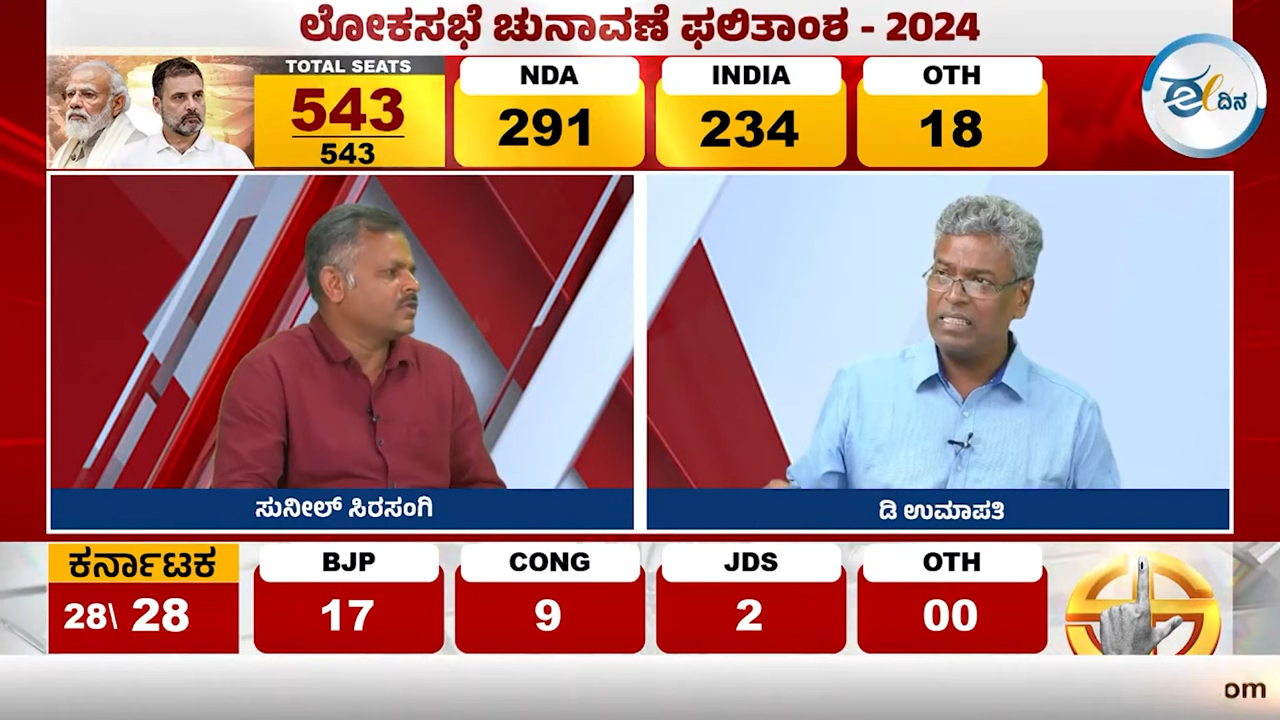 ಲೋಕಸಭೆ ಚುನಾವಣೆ ಫಲಿತಾಂಶ - 2024
TOTAL SEATS
543
543
NDA
291
INDIA
234
OTH
18
ಈದಿನ
ಸುನೀಲ್ ಸಿರಸಂಗಿ
ಡಿ ಉಮಾಪತಿ
ಕರ್ನಾಟಕ
28\ 28
BJP
17
CONG
9
JDS
2
OTH
00
om